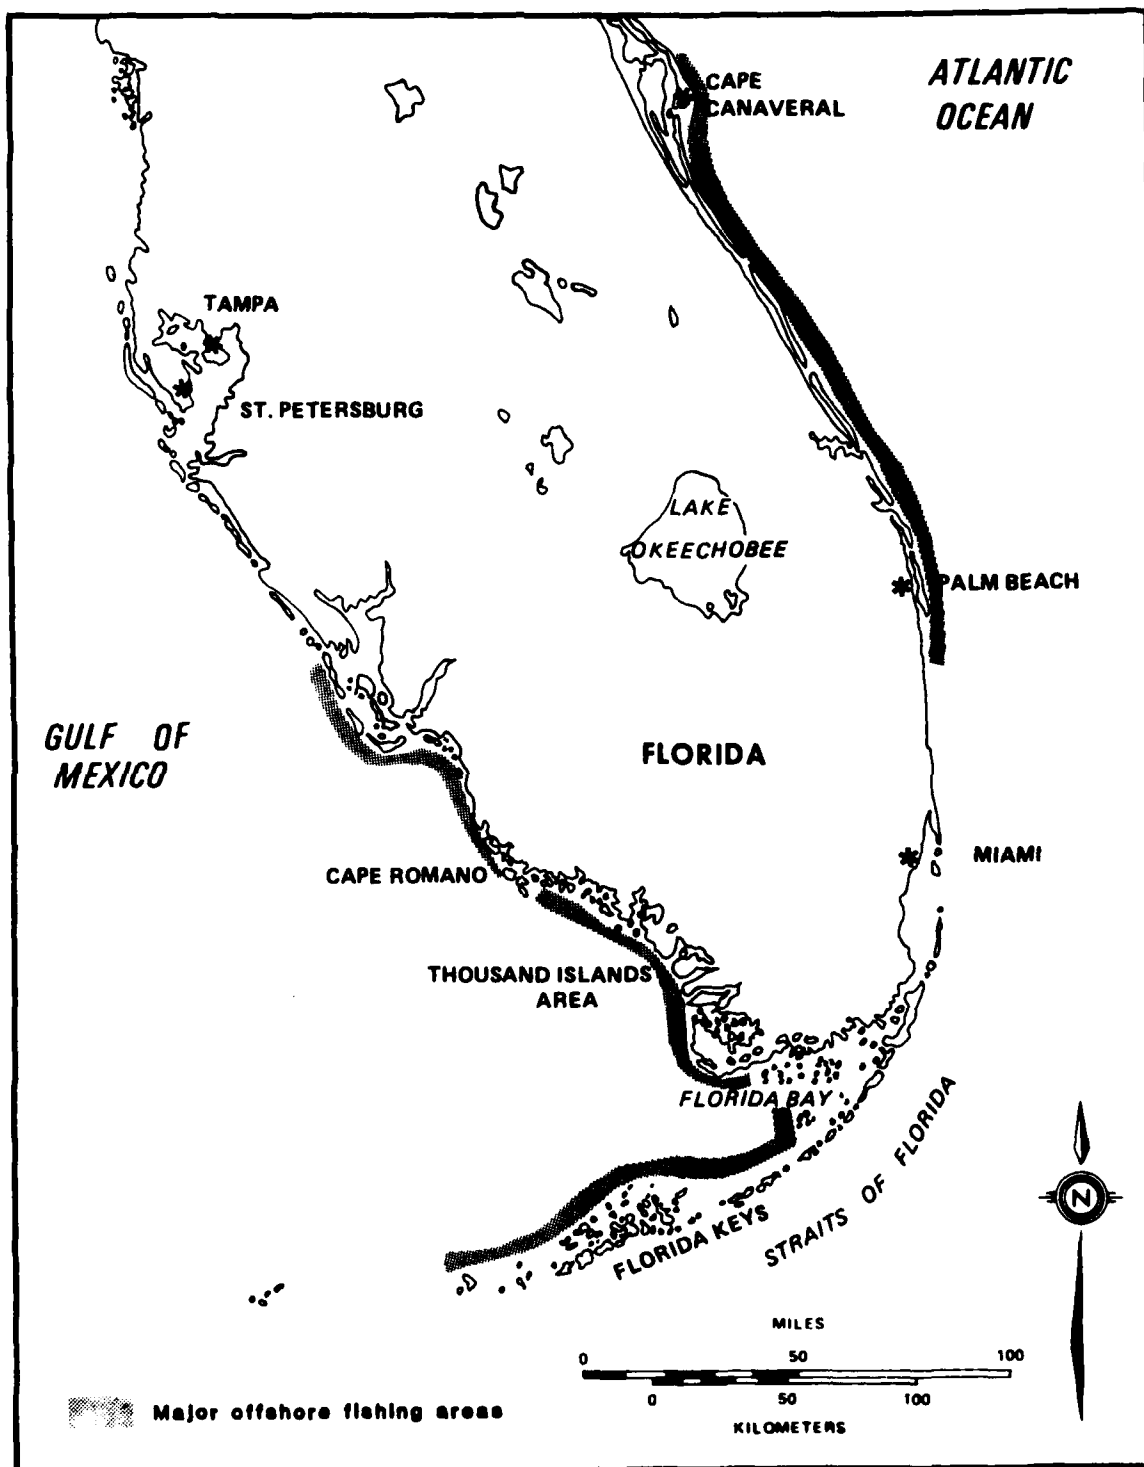 ATLANTIC
OCEAN
CAPE
CANAVERAL
TAMPA
ST. PETERSBURG
LAKE
OKEECHOBEE
PALM BEACH
GULF OF
MEXICO
FLORIDA
MIAMI
CAPE ROMANO
THOUSAND ISLANDS
AREA
FLORIDA BAY
STRAITS OF FLORIDA
FLORIDA KEYS
N
MILES
0 50 100
0 50 100
KILOMETERS
Major offshore fishing areas